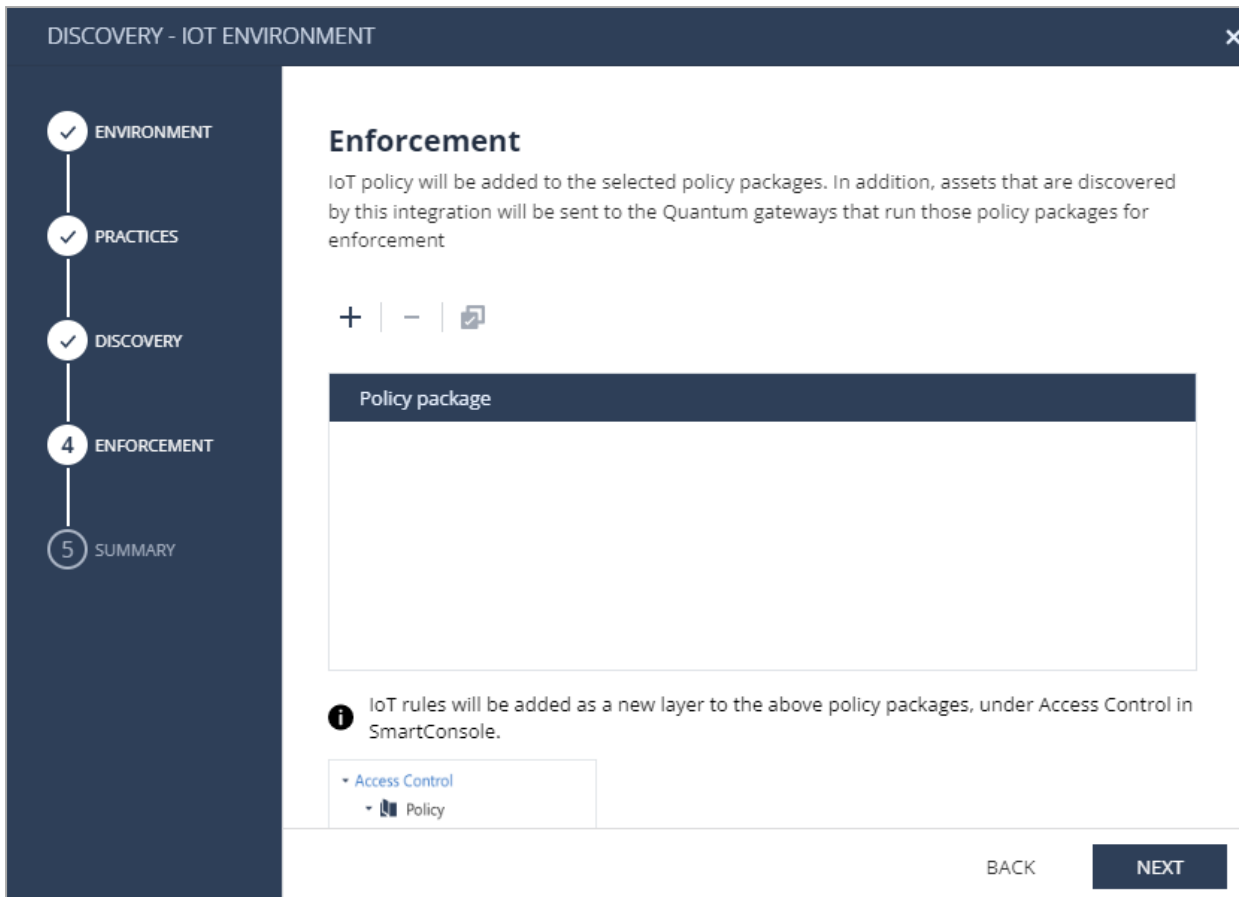 DISCOVERY - IOT ENVIRONMENT
ENVIRONMENT
PRACTICES
DISCOVERY
4 ENFORCEMENT
5 SUMMARY
Enforcement
IoT policy will be added to the selected policy packages. In addition, assets that are discovered
by this integration will be sent to the Quantum gateways that run those policy packages for
enforcement
Policy package
IoT rules will be added as a new layer to the above policy packages, under Access Control in
SmartConsole.
Access Control
Policy
BACK NEXT